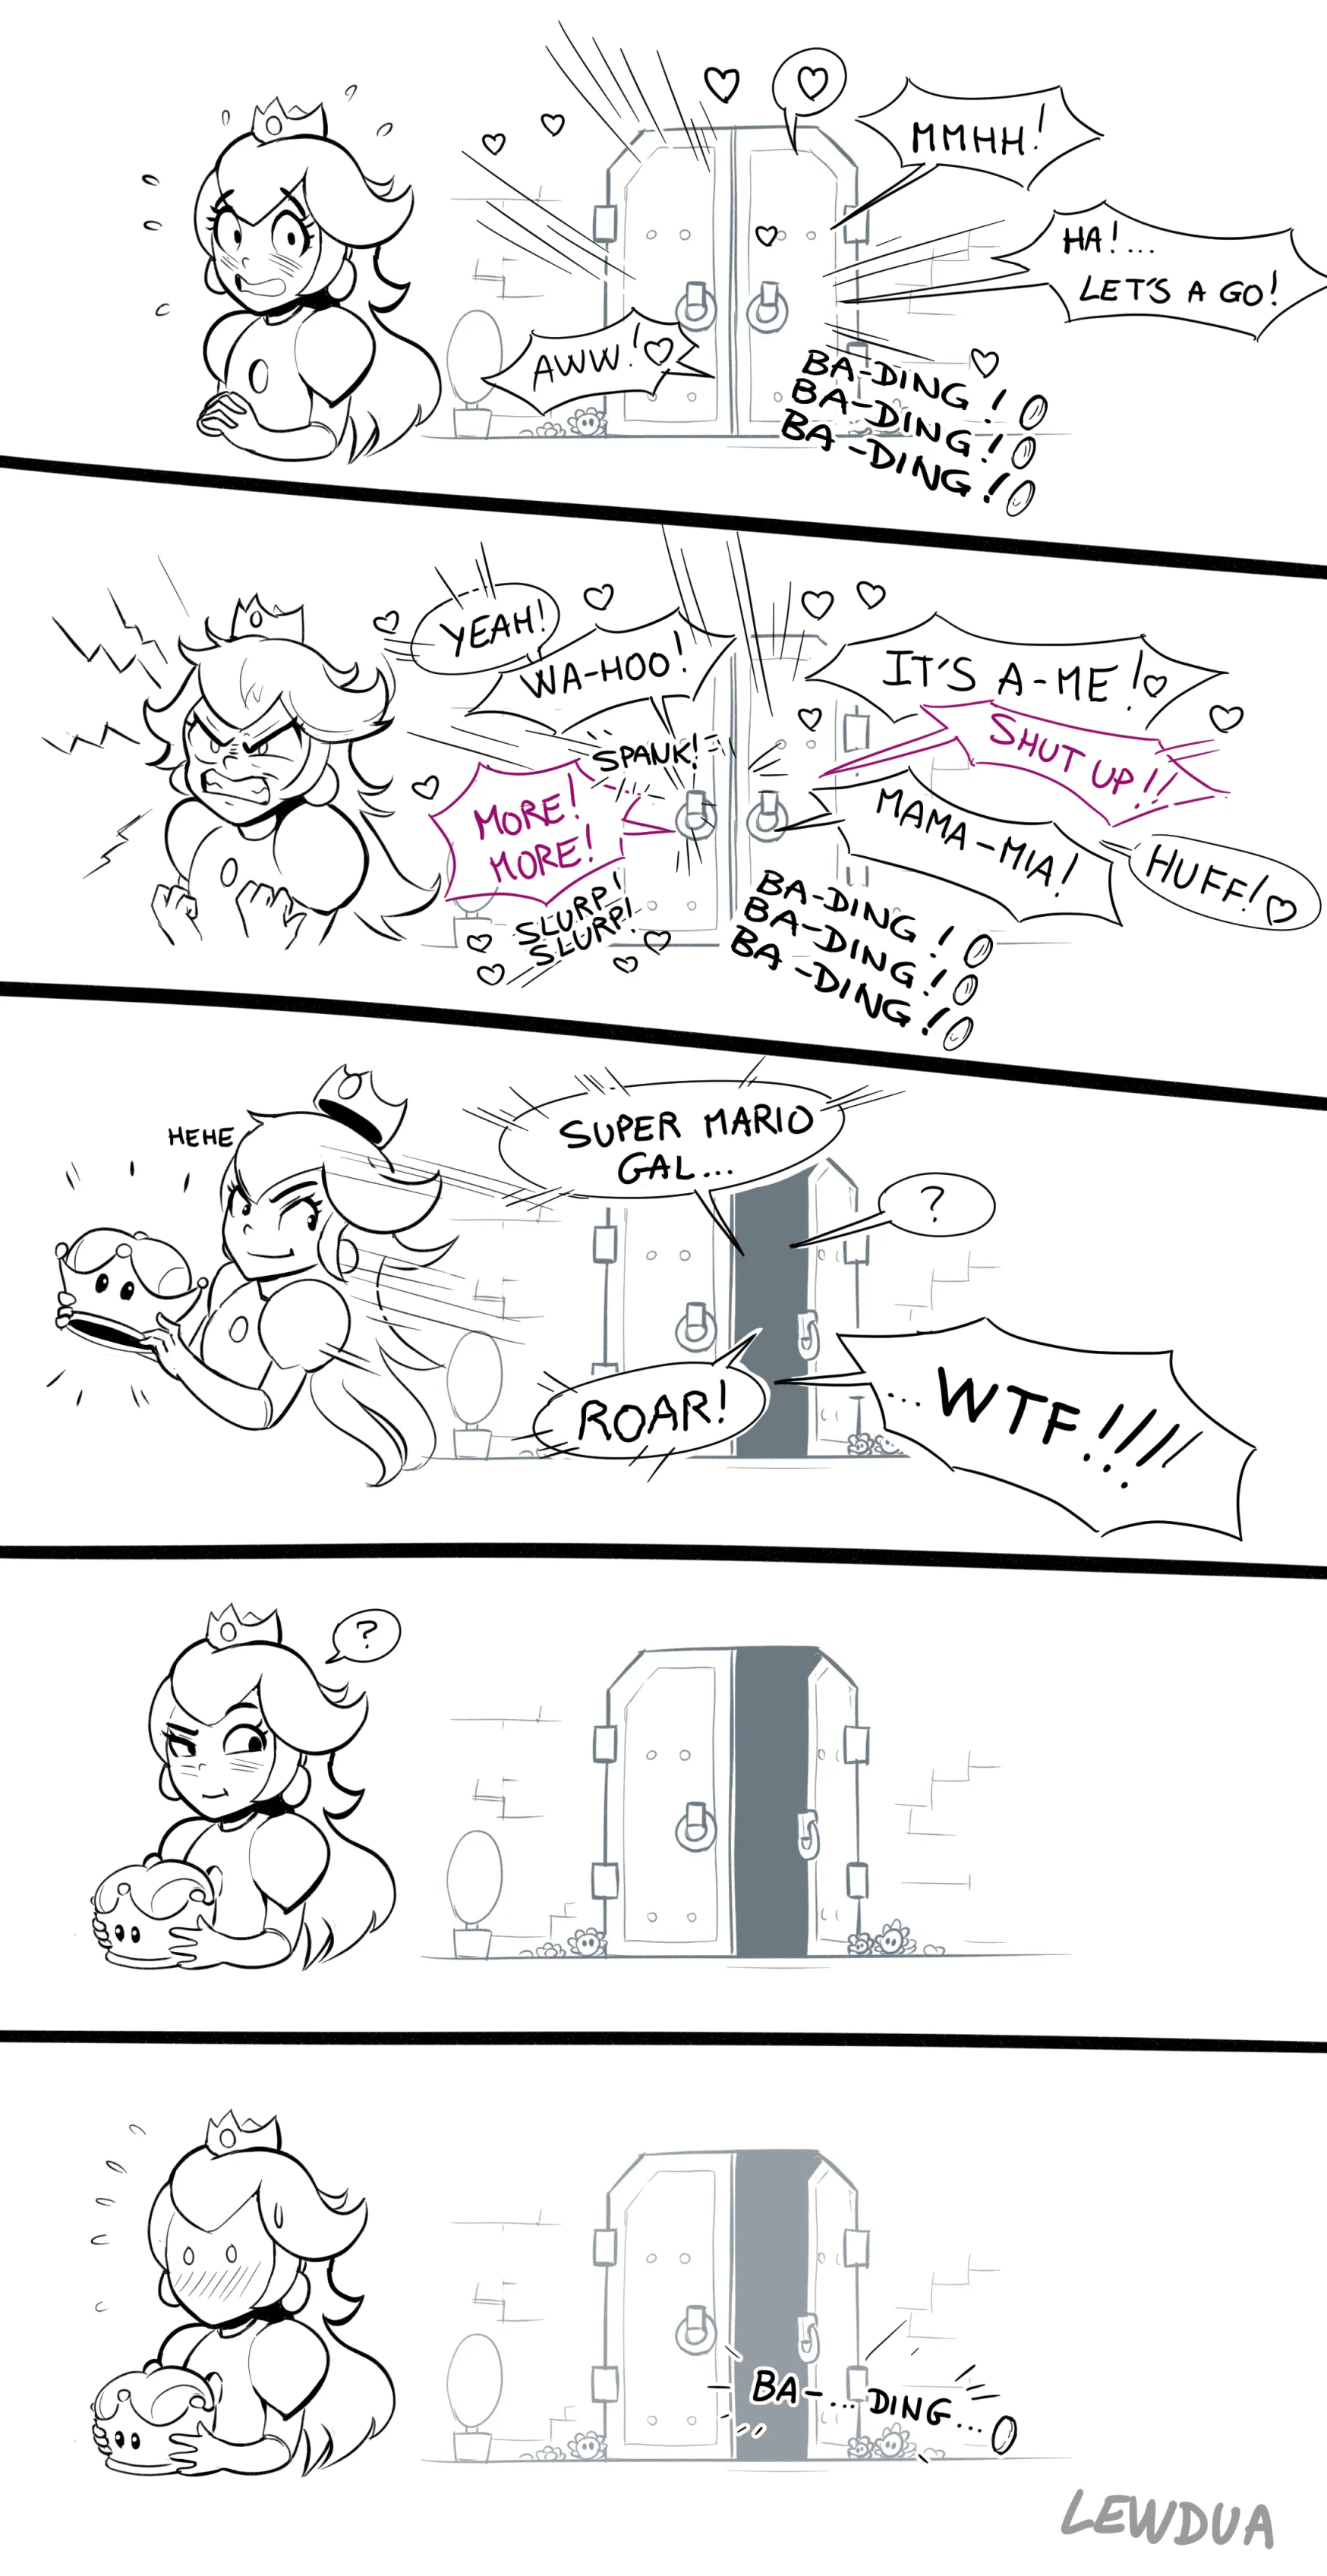 MMHH!
HA!...
LET'S A GO!
AWW!♡
BA-DING!
BA-DING!
BA-DING!
YEAH!
WA-HOO!
IT'S A-ME!♡
SHUT UP!!
SPANK!
MORE!
MORE!
MAMA-MIA!
HUFF!♡
SLURP!
SLURP!
BA-DING!
BA-DING!
BA-DING!
HEHE
SUPER MARIO
GAL...
?
ROAR!
...WTF!!!!
?
BA-...DING...
LEWDUA